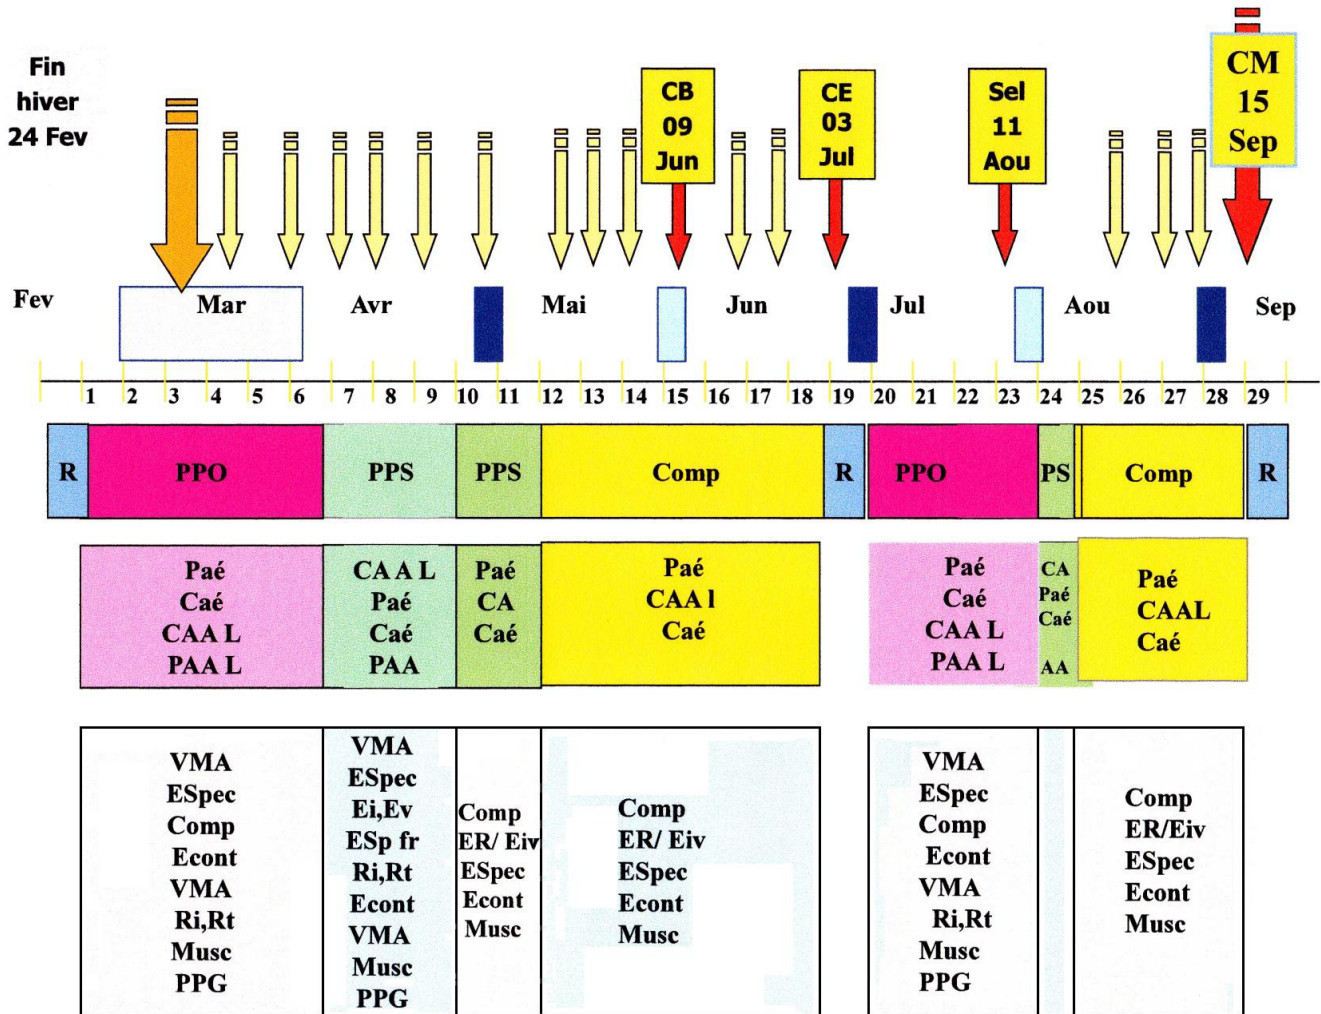 Fin
hiver
24 Fev
CB
09
Jun
CE
03
Jul
Sel
11
Aou
CM
15
Sep
Fev Mar Avr Mai Jun Jul Aou Sep
1 2 3 4 5 6 7 8 9 10 11 12 13 14 15 16 17 18 19 20 21 22 23 24 25 26 27 28 29
R PPO PPS PPS Comp R PPO PS Comp R
Paé
Caé
CAA L
PAA L
CA A L
Paé
Caé
PAA
Paé
CA
Caé
Paé
CAA l
Caé
Paé
Caé
CAA L
PAA L
CA
Paé
Caé
AA
Paé
CAAL
Caé
VMA
ESpec
Comp
Econt
VMA
Ri,Rt
Musc
PPG
VMA
ESpec
Ei,Ev
ESp fr
Ri,Rt
Econt
VMA
Musc
PPG
Comp
ER/ Eiv
ESpec
Econt
Musc
Comp
ER/ Eiv
ESpec
Econt
Musc
VMA
ESpec
Comp
Econt
VMA
Ri,Rt
Musc
PPG
Comp
ER/Eiv
ESpec
Econt
Musc